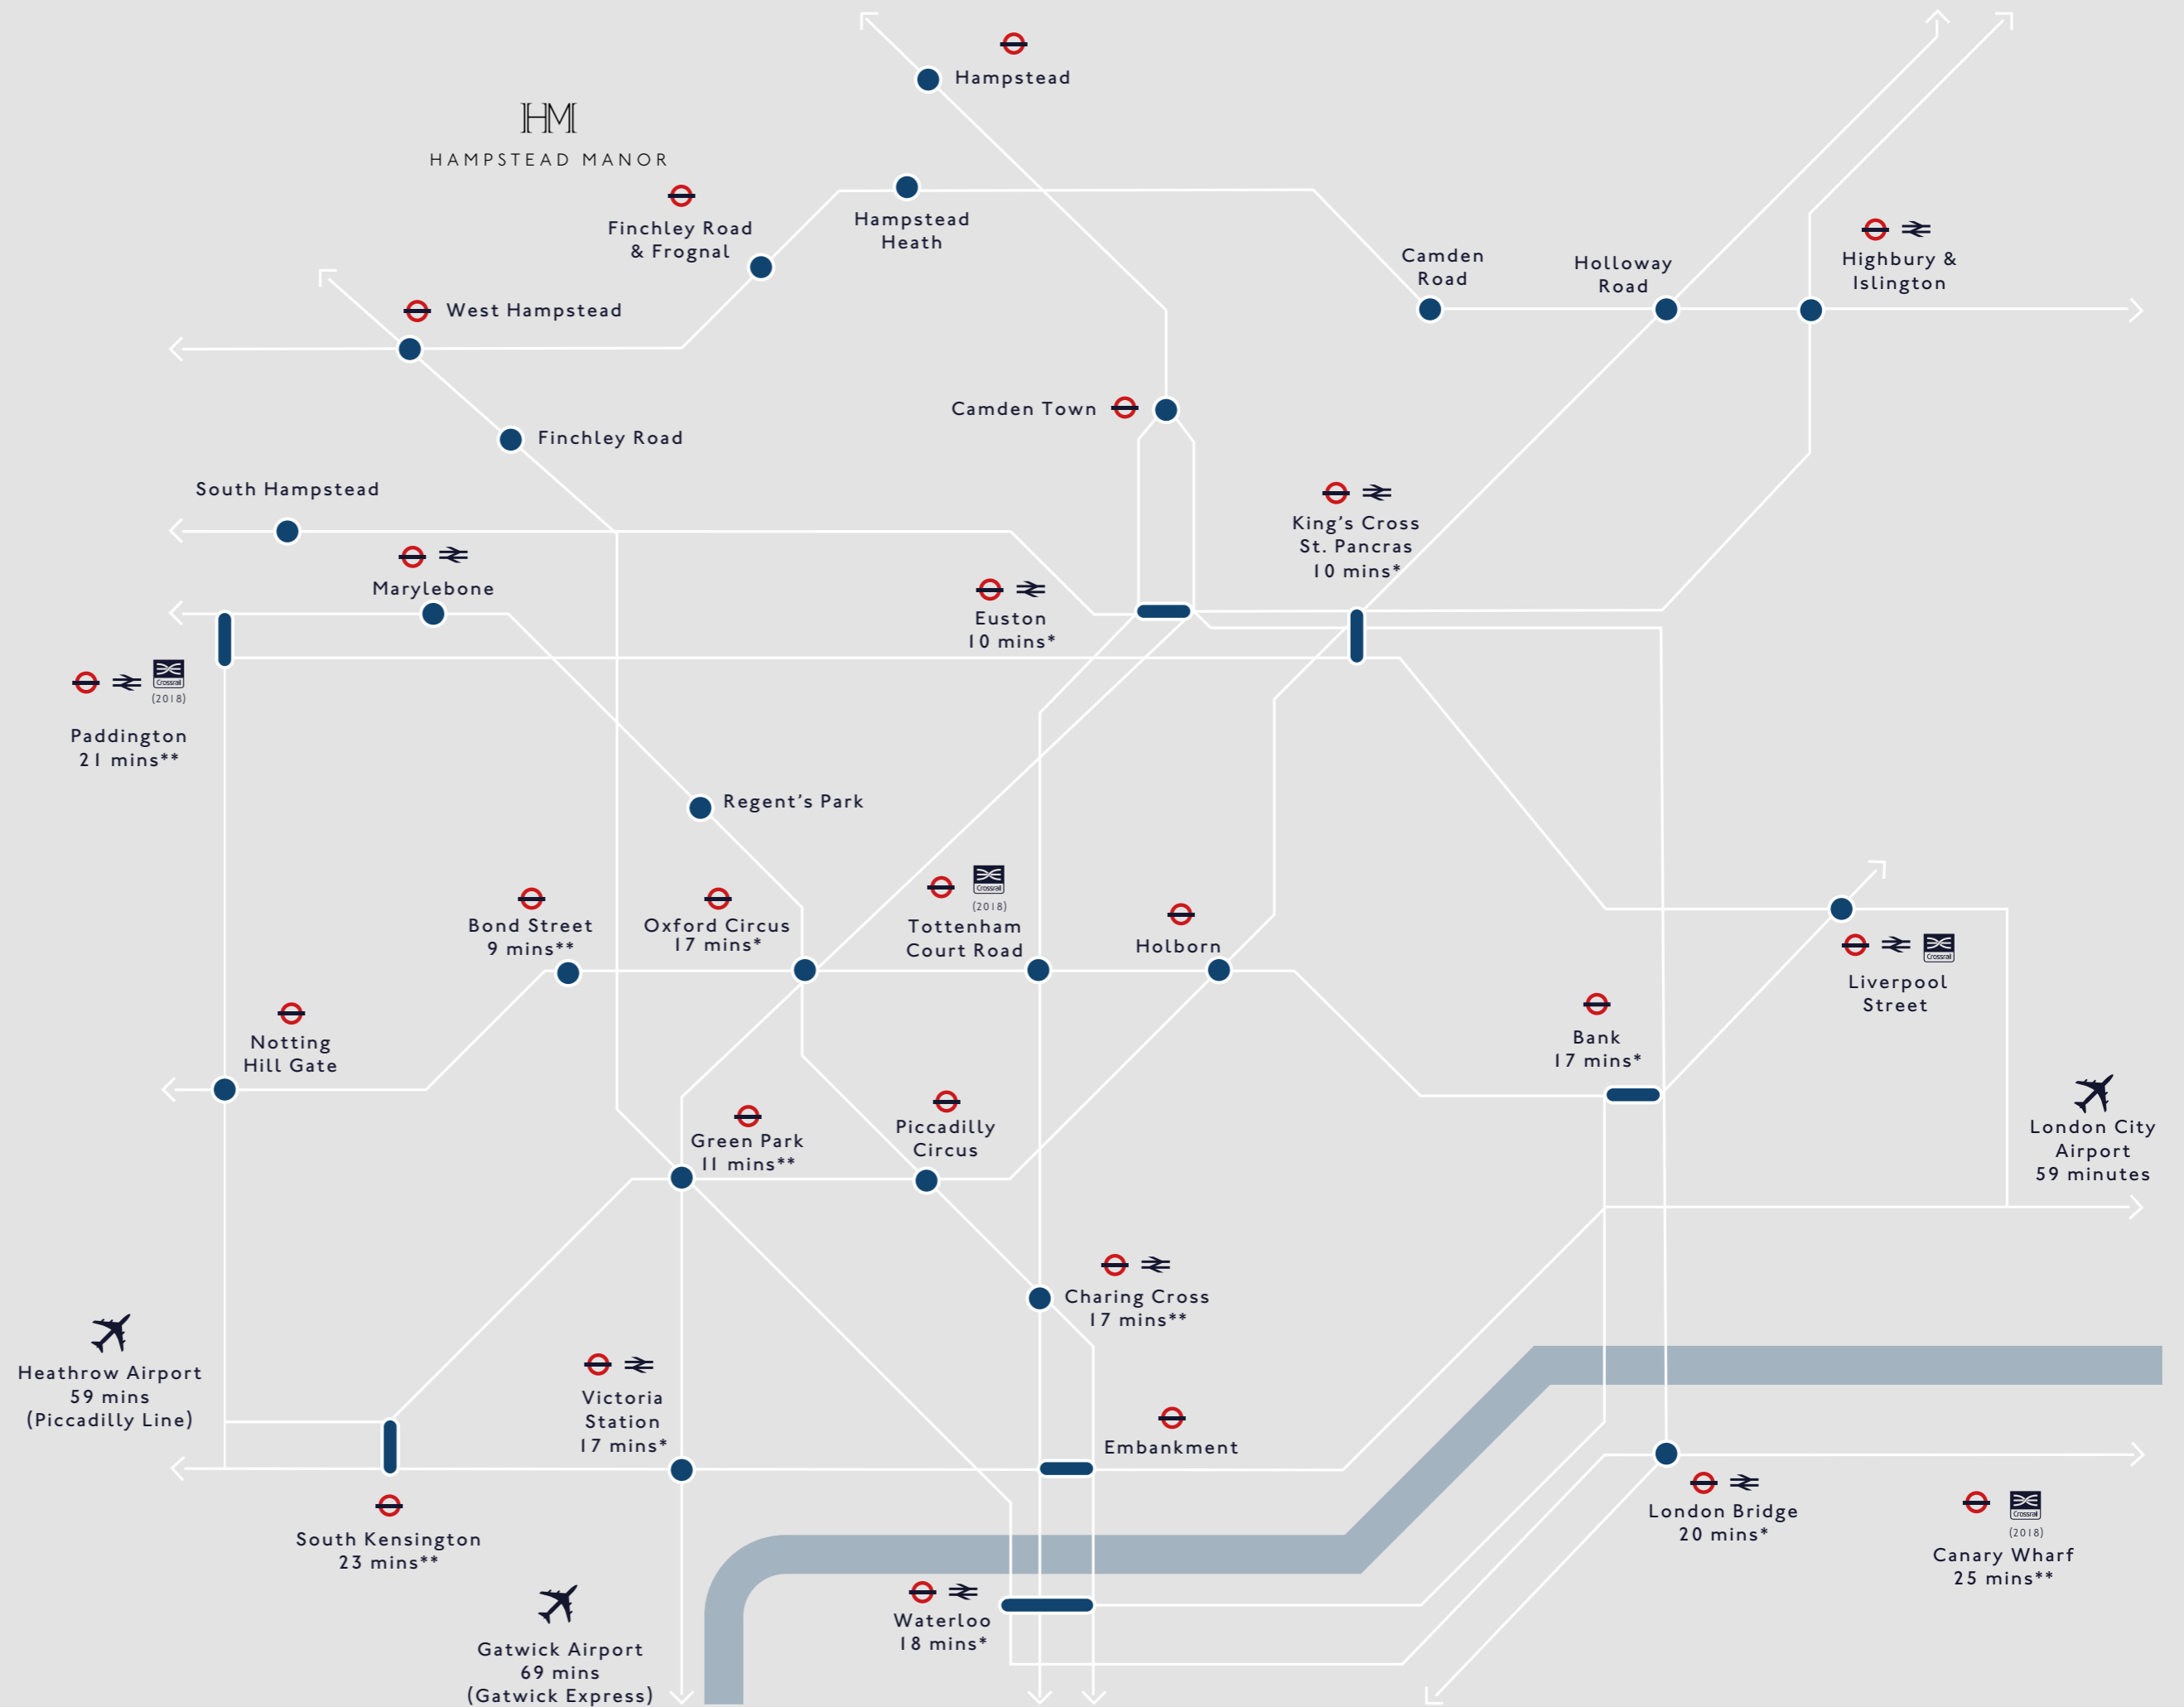 Hampstead
HM
HAMPSTEAD MANOR
Finchley Road
& Frognal
Hampstead
Heath
Camden
Road
Holloway
Road
Highbury &
Islington
West Hampstead
Camden Town
Finchley Road
South Hampstead
King's Cross
St. Pancras
10 mins*
Marylebone
Euston
10 mins*
Crossrail
(2018)
Paddington
21 mins**
Regent's Park
Bond Street
9 mins**
Oxford Circus
17 mins*
Crossrail
(2018)
Tottenham
Court Road
Holborn
Crossrail
Liverpool
Street
Notting
Hill Gate
Bank
17 mins*
Green Park
11 mins**
Piccadilly
Circus
London City
Airport
59 minutes
Charing Cross
17 mins**
Heathrow Airport
59 mins
(Piccadilly Line)
Victoria
Station
17 mins*
Embankment
South Kensington
23 mins**
London Bridge
20 mins*
Crossrail
(2018)
Canary Wharf
25 mins**
Waterloo
18 mins*
Gatwick Airport
69 mins
(Gatwick Express)